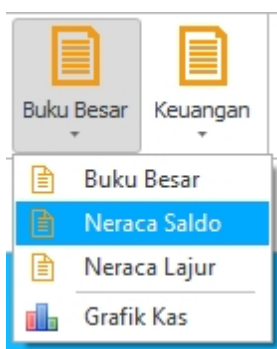 Buku Besar Keuangan
Buku Besar
Neraca Saldo
Neraca Lajur
Grafik Kas